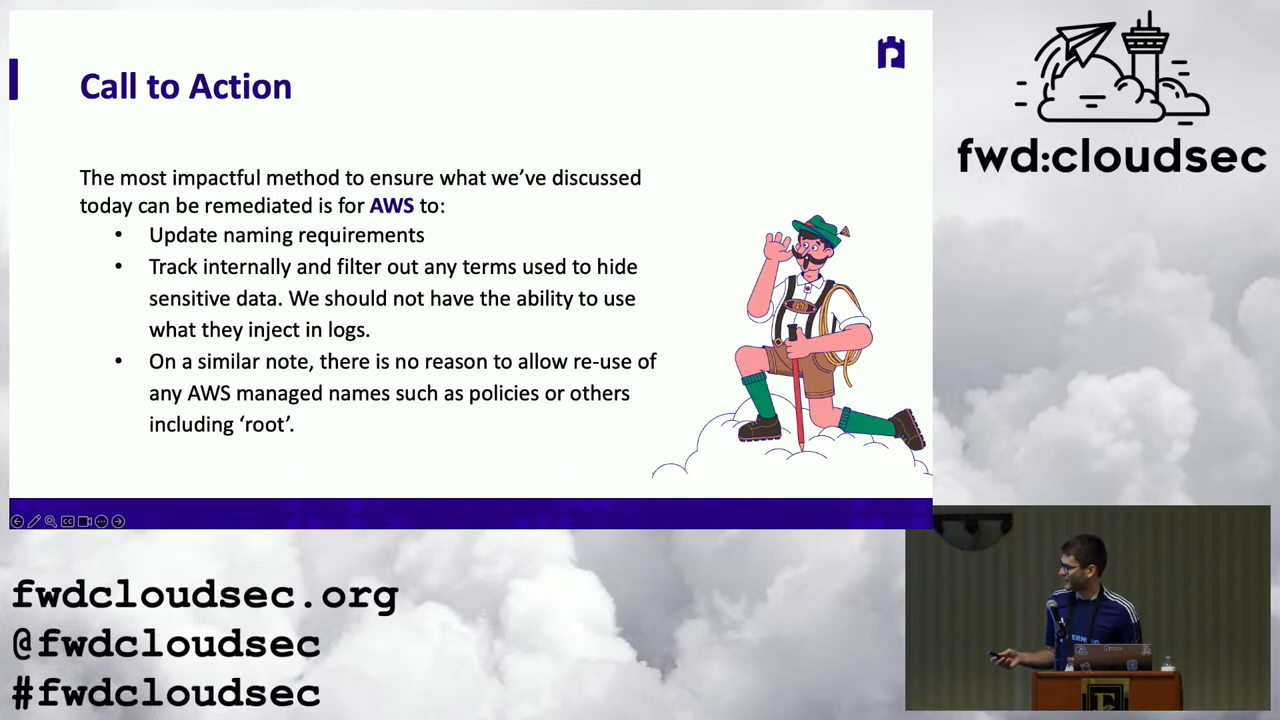 Call to Action
The most impactful method to ensure what we've discussed
today can be remediated is for AWS to:
• Update naming requirements
• Track internally and filter out any terms used to hide
sensitive data. We should not have the ability to use
what they inject in logs.
• On a similar note, there is no reason to allow re-use of
any AWS managed names such as policies or others
including ‘root’.
fwd:cloudsec
fwdcloudsec.org
@fwdcloudsec
#fwdcloudsec